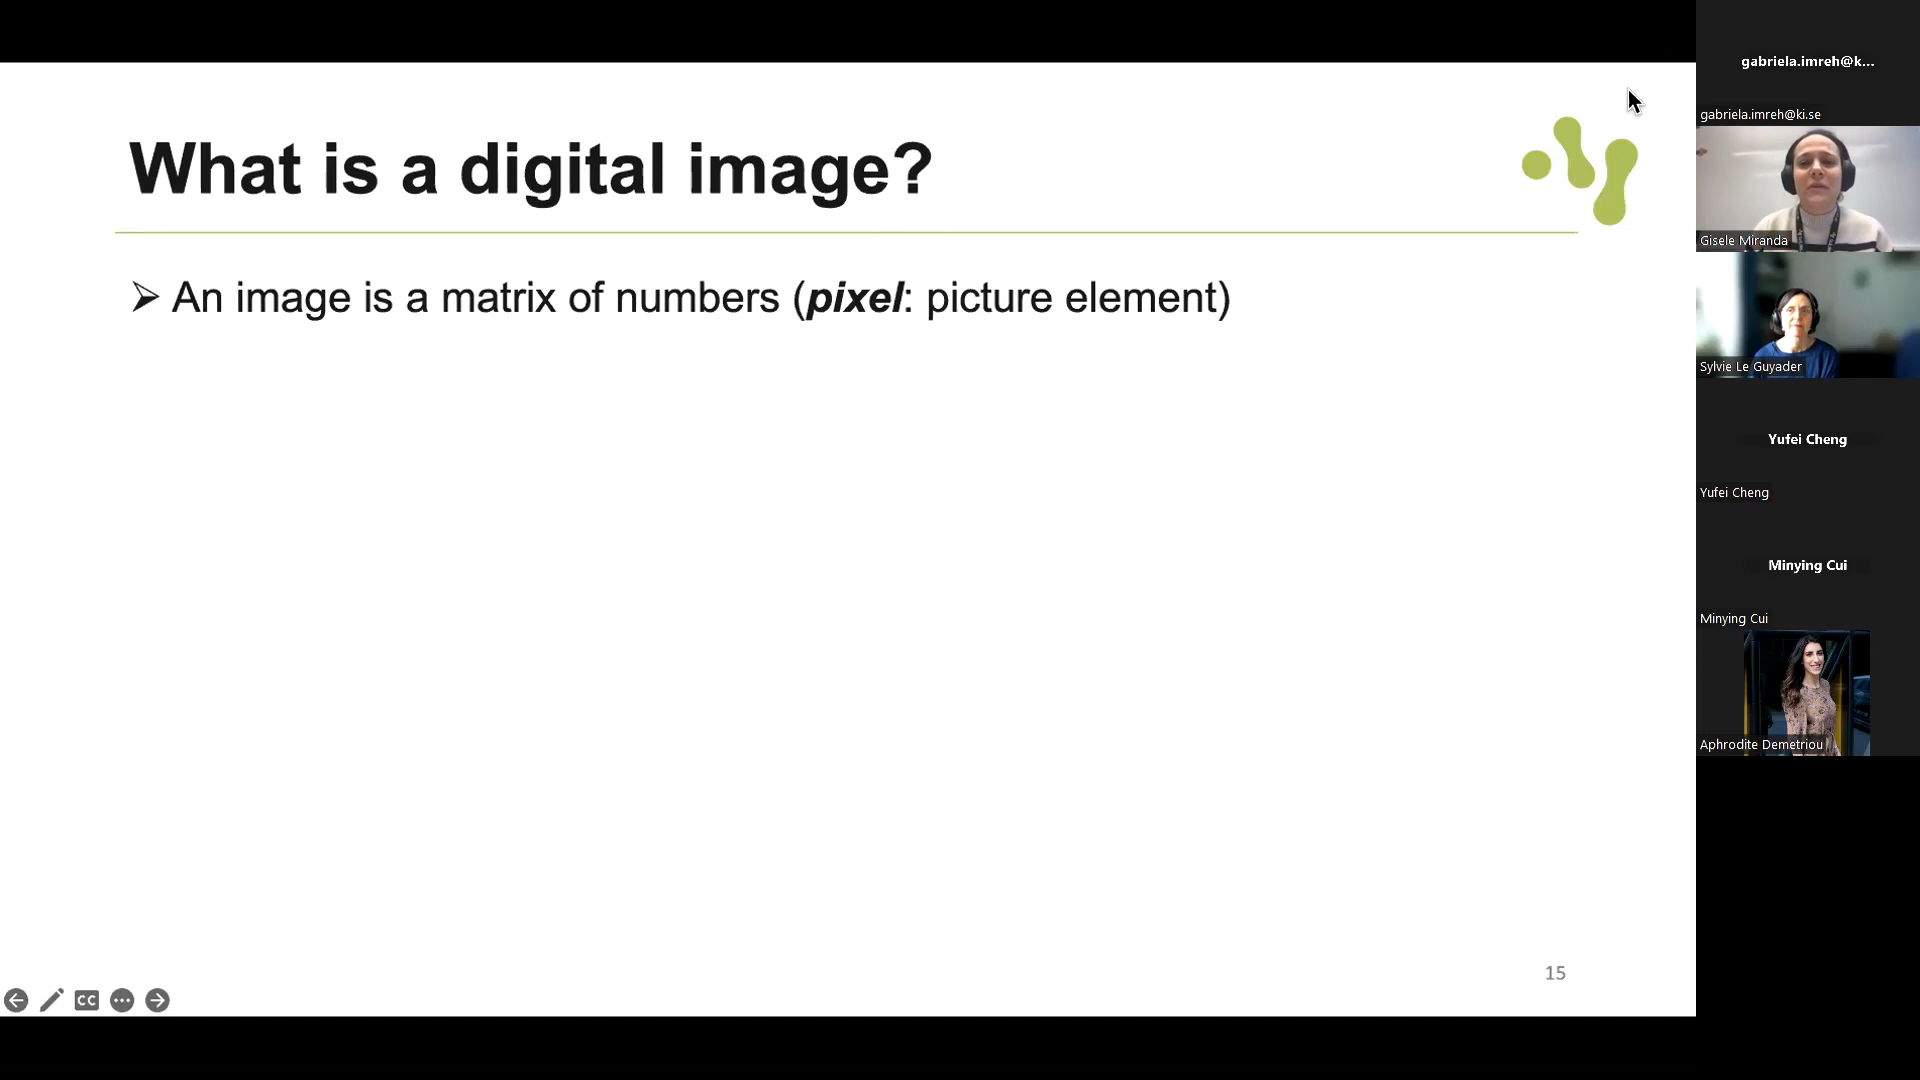 What is a digital image?
➢ An image is a matrix of numbers (pixel: picture element)
15
CC
gabriela.imreh@k...
gabriela.imreh@ki.se
Gisele Miranda
Sylvie Le Guyader
Yufei Cheng
Yufei Cheng
Minying Cui
Minying Cui
Aphrodite Demetriou